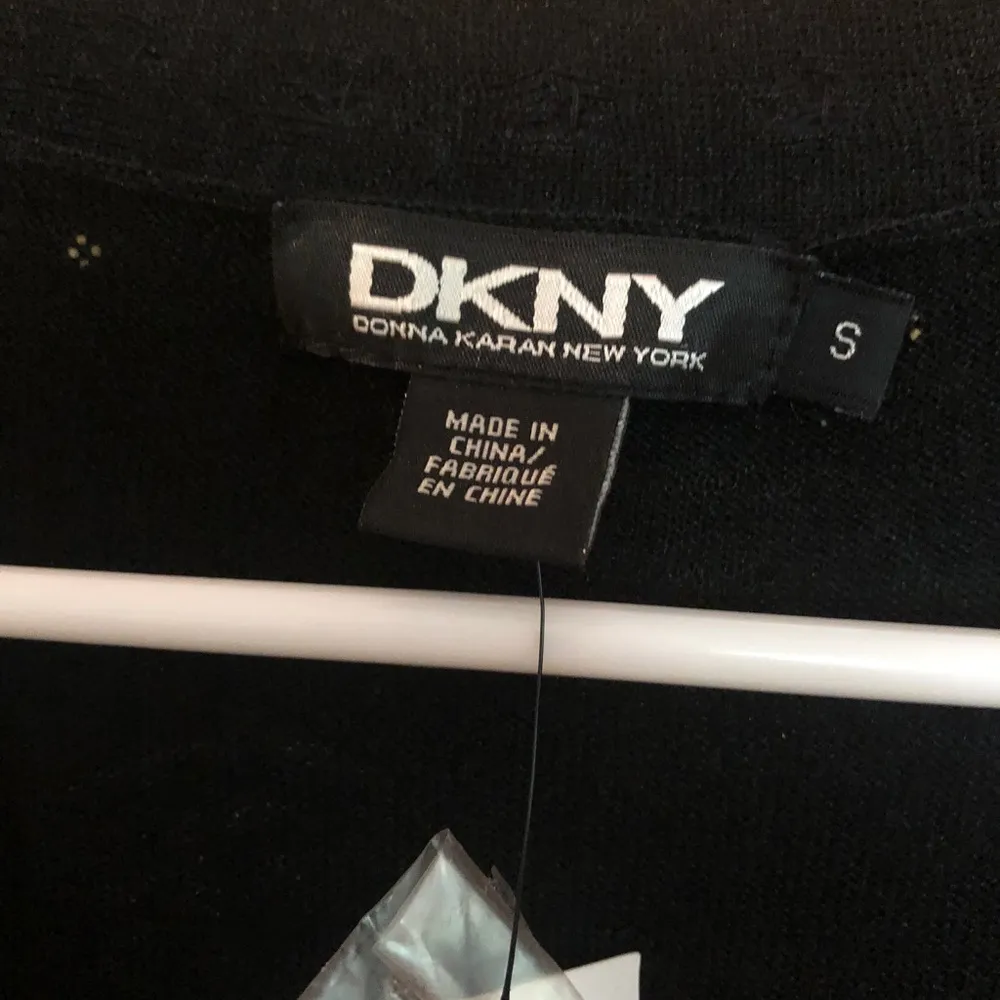 DKNY
DONNA KARAN NEW YORK
S
MADE IN
CHINA/
FABRIQUÉ
EN CHINE